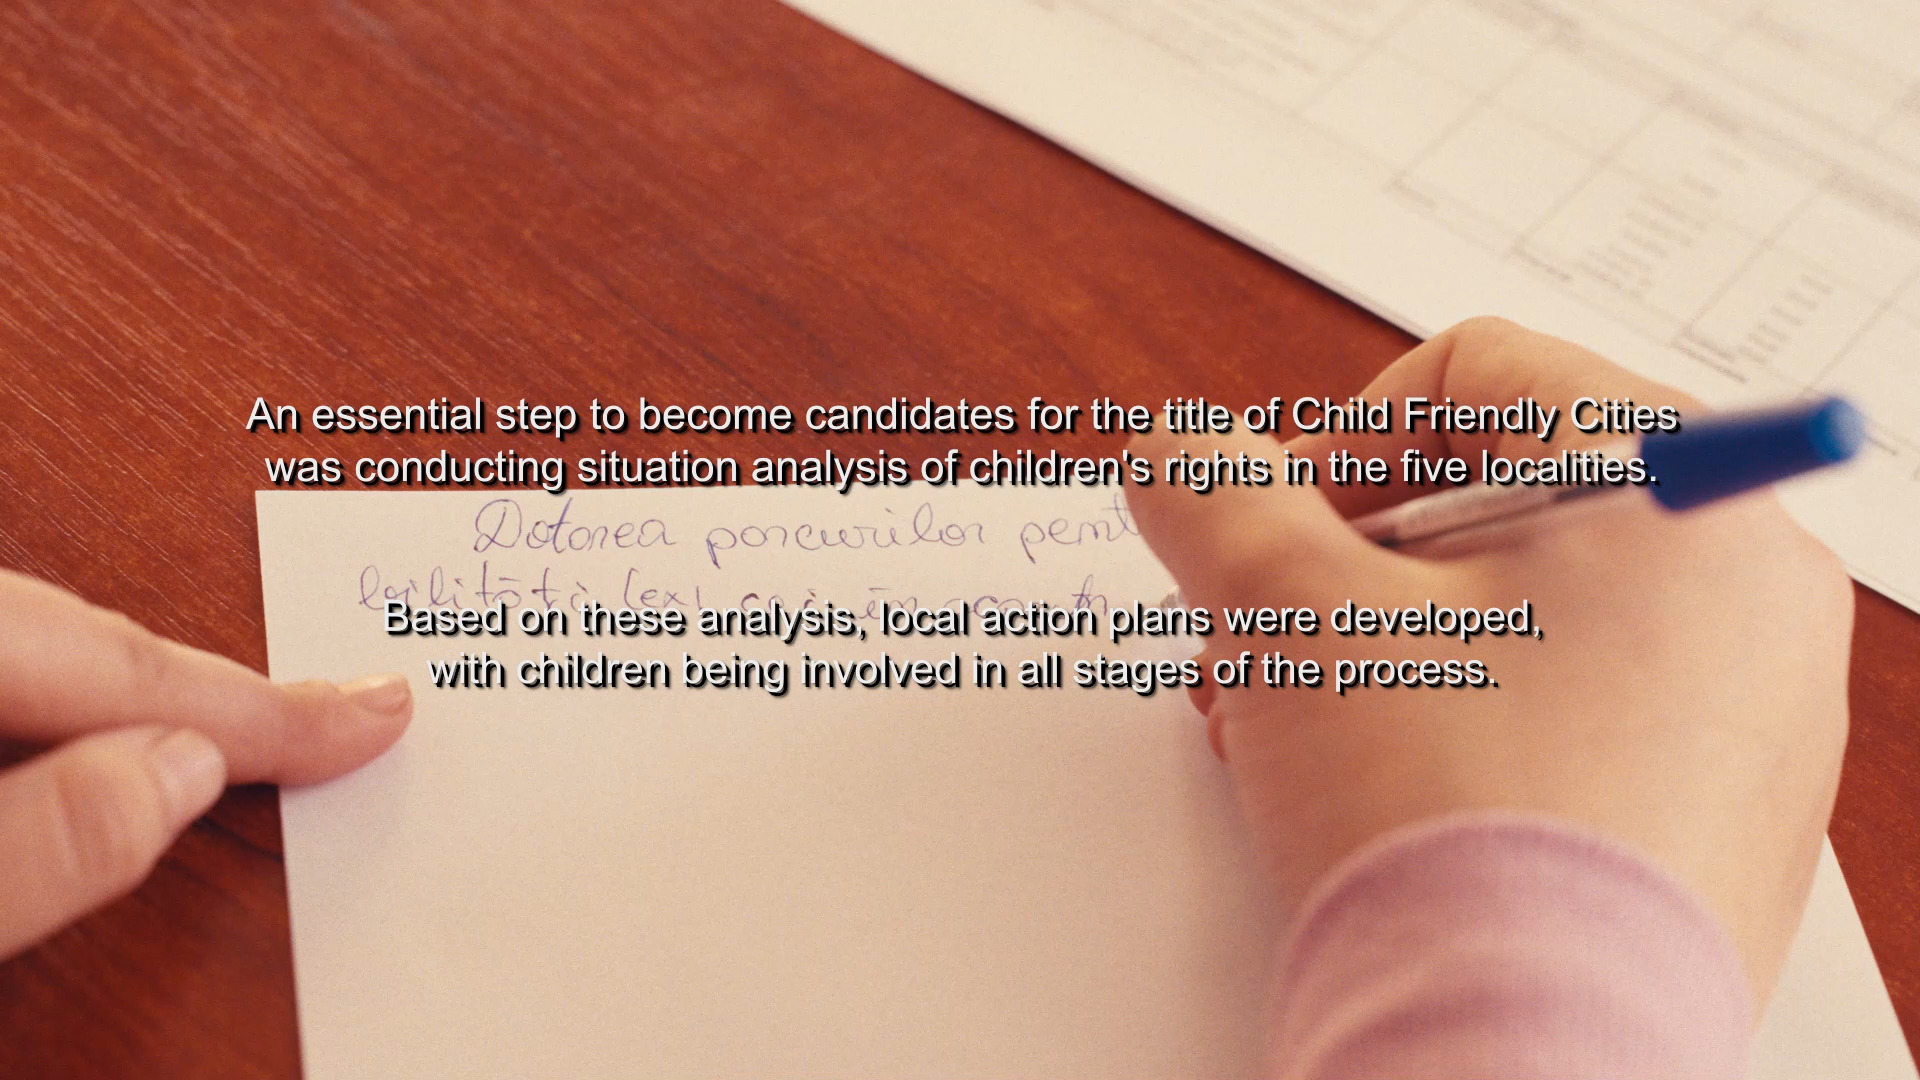 An essential step to become candidates for the title of Child Friendly Cities
was conducting situation analysis of children's rights in the five localities.
Dotarea parcurilor pent
Based on these analysis, local action plans were developed,
with children being involved in all stages of the process.